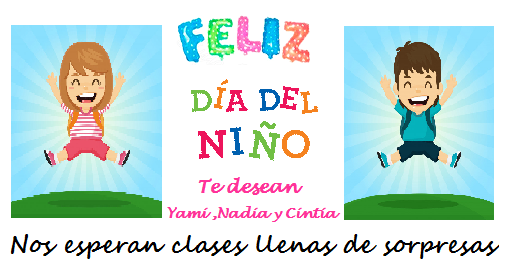 FELIZ
DÍA DEL
NIÑO
Te desean
Yami ,Nadia y Cintia
Nos esperan clases llenas de sorpresas